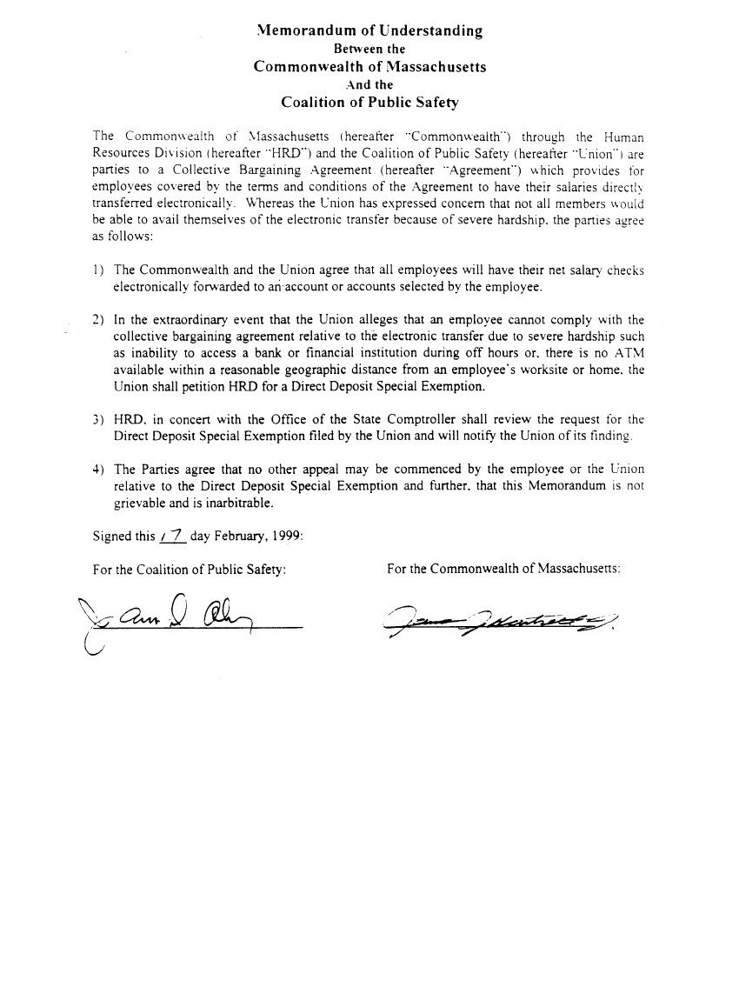 Memorandum of Understanding
Between the
Commonwealth of Massachusetts
And the
Coalition of Public Safety
The Commonwealth of Massachusetts (hereafter "Commonwealth") through the Human
Resources Division (hereafter "HRD") and the Coalition of Public Safety (hereafter "Union") are
parties to a Collective Bargaining Agreement (hereafter "Agreement") which provides for
employees covered by the terms and conditions of the Agreement to have their salaries directly
transferred electronically. Whereas the Union has expressed concern that not all members would
be able to avail themselves of the electronic transfer because of severe hardship, the parties agree
as follows:
1) The Commonwealth and the Union agree that all employees will have their net salary checks
electronically forwarded to an account or accounts selected by the employee.
2) In the extraordinary event that the Union alleges that an employee cannot comply with the
collective bargaining agreement relative to the electronic transfer due to severe hardship such
as inability to access a bank or financial institution during off hours or, there is no ATM
available within a reasonable geographic distance from an employee's worksite or home, the
Union shall petition HRD for a Direct Deposit Special Exemption.
3) HRD, in concert with the Office of the State Comptroller shall review the request for the
Direct Deposit Special Exemption filed by the Union and will notify the Union of its finding.
4) The Parties agree that no other appeal may be commenced by the employee or the Union
relative to the Direct Deposit Special Exemption and further, that this Memorandum is not
grievable and is inarbitrable.
Signed this 17 day February, 1999:
For the Coalition of Public Safety:
For the Commonwealth of Massachusetts: